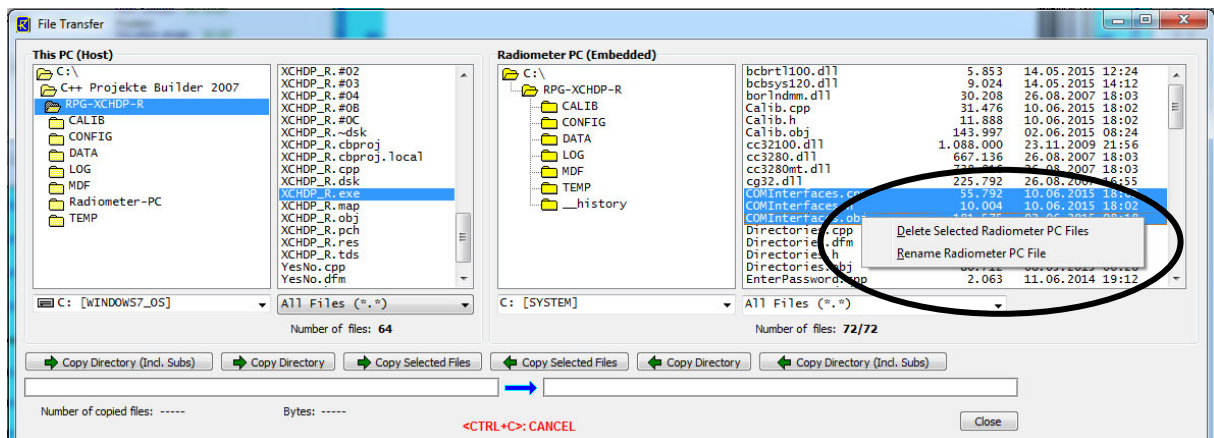 File Transfer
This PC (Host)
C:\
C++ Projekte Builder 2007
RPG-XCHDP-R
CALIB
CONFIG
DATA
LOG
MDF
Radiometer-PC
TEMP
XCHDP_R.#02
XCHDP_R.#03
XCHDP_R.#04
XCHDP_R.#0B
XCHDP_R.#0C
XCHDP_R.~dsk
XCHDP_R.cbproj
XCHDP_R.cbproj.local
XCHDP_R.cpp
XCHDP_R.dsk
XCHDP_R.exe
XCHDP_R.map
XCHDP_R.obj
XCHDP_R.pch
XCHDP_R.res
XCHDP_R.tds
YesNo.cpp
YesNo.dfm
C: [WINDOWS7_OS]
All Files (*.*)
Number of files: 64
Radiometer PC (Embedded)
C:\
RPG-XCHDP-R
CALIB
CONFIG
DATA
LOG
MDF
TEMP
__history
bcbrtl100.dll 5.853 14.05.2015 12:24
bcbsys120.dll 9.024 14.05.2015 14:12
borlndmm.dll 30.208 26.08.2007 18:03
Calib.cpp 31.476 10.06.2015 18:02
Calib.h 11.888 10.06.2015 18:02
Calib.obj 143.997 02.06.2015 08:24
cc32100.dll 1.088.000 23.11.2009 21:56
cc3280.dll 667.136 26.08.2007 18:03
cc3280mt.dll 26.08.2007 18:03
cg32.dll 225.792 26.08.2007
COMInterfaces.cpp 55.792 10.06.2015
COMInterfaces.h 10.004 10.06.2015 18:02
COMInterfaces.obj
Directories.cpp
Directories.dfm
Directories.h
Directories.obj
EnterPassword.cpp 2.063 11.06.2014 19:12
Delete Selected Radiometer PC Files
Rename Radiometer PC File
C: [SYSTEM]
All Files (*.*)
Number of files: 72/72
Copy Directory (Incl. Subs) Copy Directory Copy Selected Files Copy Selected Files Copy Directory Copy Directory (Incl. Subs)
Number of copied files: ----- Bytes: -----
<CTRL+C>: CANCEL
Close